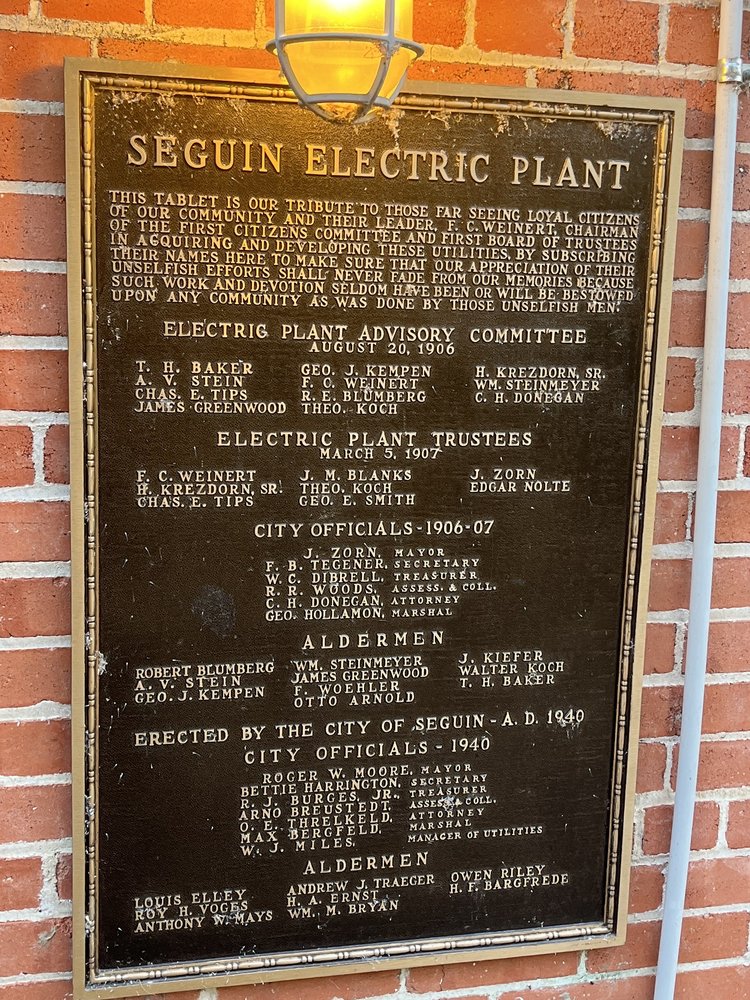 SEGUIN ELECTRIC PLANT
THIS TABLET IS OUR TRIBUTE TO THOSE FAR SEEING LOYAL CITIZENS
OF OUR COMMUNITY AND THEIR LEADER, F. C. WEINERT, CHAIRMAN
OF THE FIRST CITIZENS COMMITTEE AND FIRST BOARD OF TRUSTEES
IN ACQUIRING AND DEVELOPING THESE UTILITIES, BY SUBSCRIBING
THEIR NAMES HERE TO MAKE SURE THAT OUR APPRECIATION OF THEIR
UNSELFISH EFFORTS SHALL NEVER FADE FROM OUR MEMORIES BECAUSE
SUCH WORK AND DEVOTION SELDOM HAVE BEEN OR WILL BE BESTOWED
UPON ANY COMMUNITY AS WAS DONE BY THOSE UNSELFISH MEN.
ELECTRIC PLANT ADVISORY COMMITTEE
AUGUST 20, 1906
T. H. BAKER GEO. J. KEMPEN H. KREZDORN, SR.
A. V. STEIN F. C. WEINERT WM. STEINMEYER
CHAS. E. TIPS R. E. BLUMBERG C. H. DONEGAN
JAMES GREENWOOD THEO. KOCH
ELECTRIC PLANT TRUSTEES
MARCH 5, 1907
F. C. WEINERT J. M. BLANKS J. ZORN
H. KREZDORN, SR. THEO. KOCH EDGAR NOLTE
CHAS. E. TIPS GEO. E. SMITH
CITY OFFICIALS - 1906-07
J. ZORN, MAYOR
F. B. TEGENER, SECRETARY
W. C. DIBRELL, TREASURER
R. R. WOODS, ASSESS. & COLL.
C. H. DONEGAN, ATTORNEY
GEO. HOLLAMON, MARSHAL
ALDERMEN
ROBERT BLUMBERG WM. STEINMEYER J. KIEFER
A. V. STEIN JAMES GREENWOOD WALTER KOCH
GEO. J. KEMPEN F. WOEHLER T. H. BAKER
OTTO ARNOLD
ERECTED BY THE CITY OF SEGUIN - A. D. 1940
CITY OFFICIALS - 1940
ROGER W. MOORE, MAYOR
BETTIE HARRINGTON, SECRETARY
R. J. BURGES, JR., TREASURER
ARNO BREUSTEDT, ASSESS. & COLL.
O. E. THRELKELD, ATTORNEY
MAX BERGFELD, MARSHAL
W. J. MILES, MANAGER OF UTILITIES
ALDERMEN
LOUIS ELLEY ANDREW J. TRAEGER OWEN RILEY
ROY H. VOGES H. A. ERNST H. F. BARGFREDE
ANTHONY W. MAYS WM. M. BRYAN